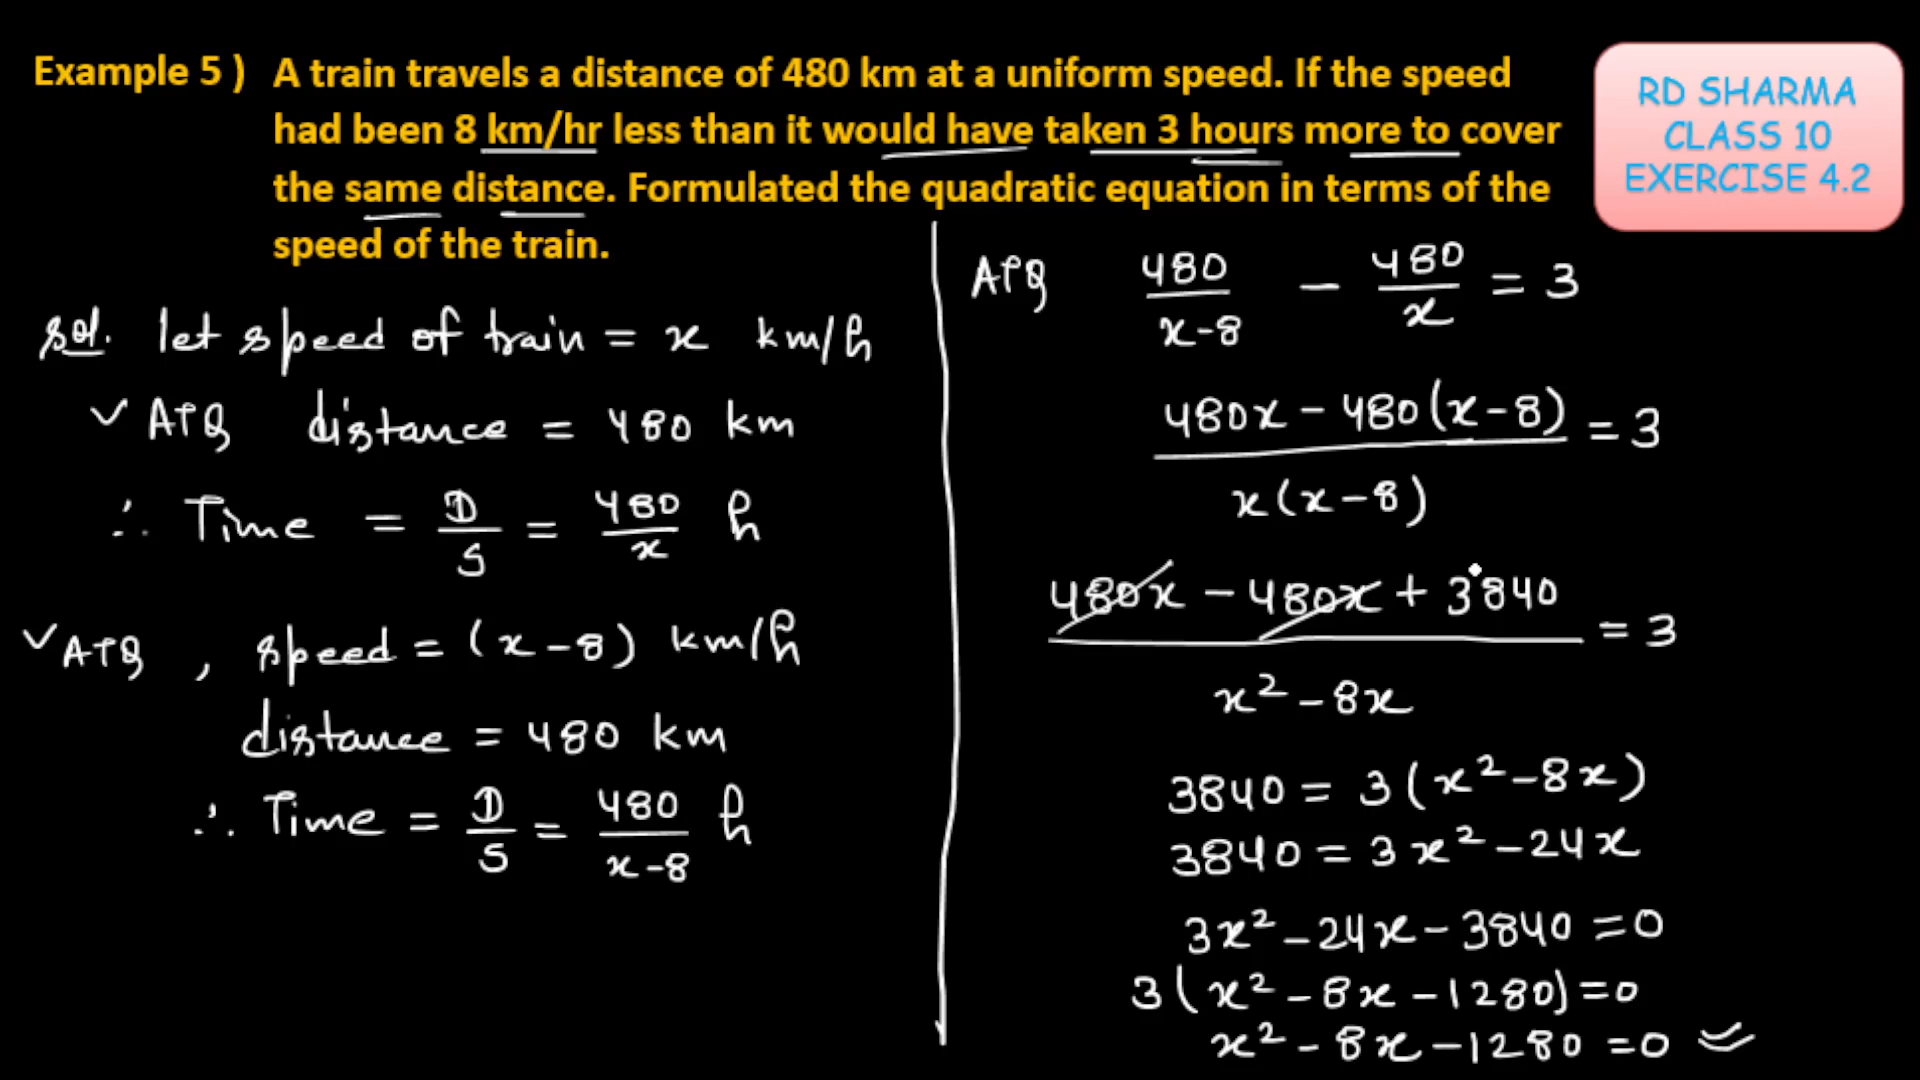 Example 5 ) A train travels a distance of 480 km at a uniform speed. If the speed
had been 8 km/hr less than it would have taken 3 hours more to cover
the same distance. Formulated the quadratic equation in terms of the
speed of the train.
RD SHARMA
CLASS 10
EXERCISE 4.2
Sol. let speed of train = x km/h
✓ ATQ distance = 480 km
∴ Time = D/S = 480/x h
✓ ATQ , speed = (x-8) km/h
distance = 480 km
∴ Time = D/S = 480/x-8 h
ATQ 480/x-8 - 480/x = 3
480x - 480(x-8)/x(x-8) = 3
480x - 480x + 3840/x² - 8x = 3
3840 = 3(x² - 8x)
3840 = 3x² - 24x
3x² - 24x - 3840 = 0
3(x² - 8x - 1280) = 0
x² - 8x - 1280 = 0